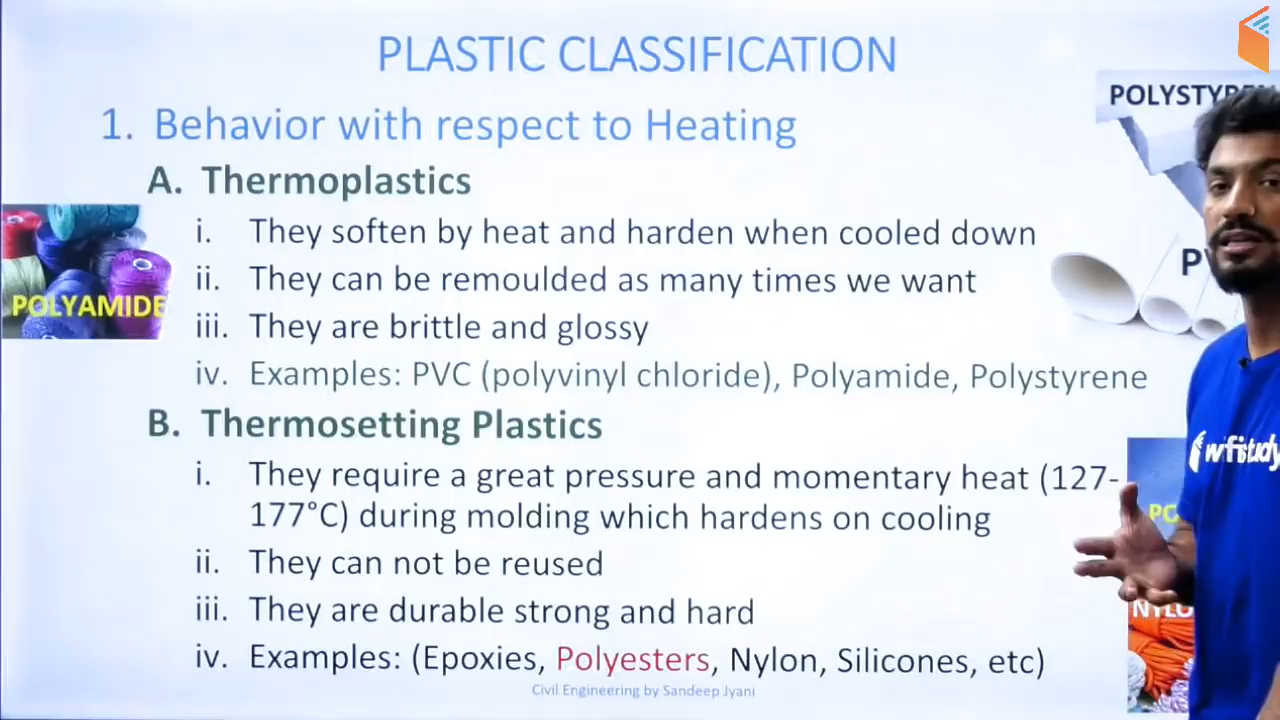 PLASTIC CLASSIFICATION
1. Behavior with respect to Heating
A. Thermoplastics
i. They soften by heat and harden when cooled down
ii. They can be remoulded as many times we want
iii. They are brittle and glossy
iv. Examples: PVC (polyvinyl chloride), Polyamide, Polystyrene
B. Thermosetting Plastics
i. They require a great pressure and momentary heat (127-
177°C) during molding which hardens on cooling
ii. They can not be reused
iii. They are durable strong and hard
iv. Examples: (Epoxies, Polyesters, Nylon, Silicones, etc)
Civil Engineering by Sandeep Jyani
POLYAMIDE
wifistudy